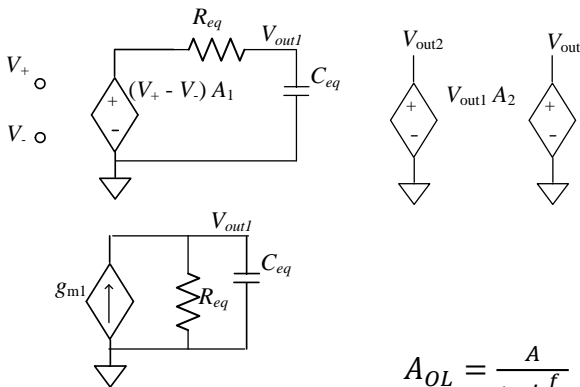 R_eq
V_out1
V_+
V_-
+
(V_+ - V_-) A_1
-
C_eq
V_out2
+
-
V_out1 A_2
V_out
+
-
V_out1
g_m1
R_eq
C_eq
A_OL = A